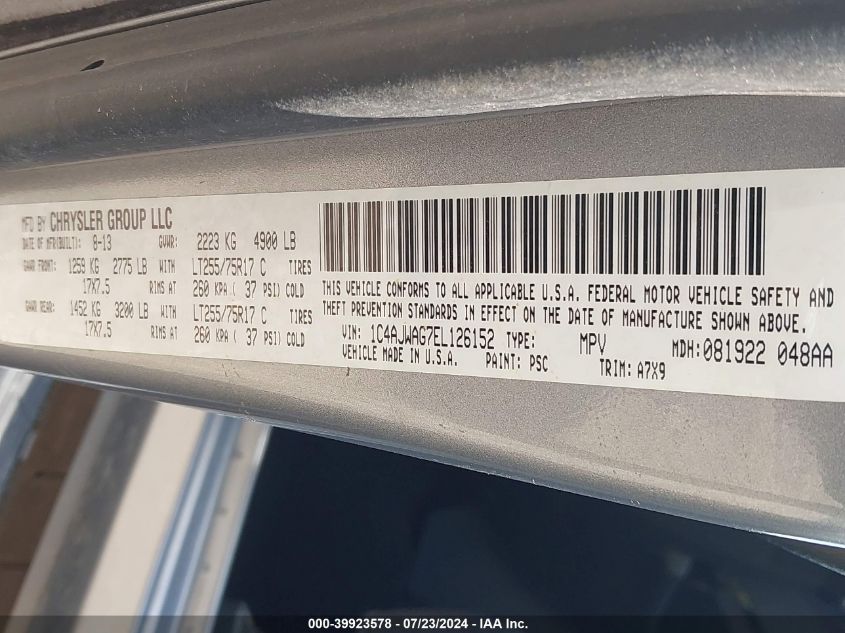 MFD BY CHRYSLER GROUP LLC
DATE OF MFR(BUILT): 8-13 GVWR: 2223 KG 4900 LB
GAWR FRONT: 1259 KG 2775 LB WITH LT255/75R17 C TIRES
17X7.5 RIMS AT 260 KPA ( 37 PSI) COLD
GAWR REAR: 1452 KG 3200 LB WITH LT255/75R17 C TIRES
17X7.5 RIMS AT 260 KPA ( 37 PSI) COLD
THIS VEHICLE CONFORMS TO ALL APPLICABLE U.S.A. FEDERAL MOTOR VEHICLE SAFETY AND
THEFT PREVENTION STANDARDS IN EFFECT ON THE DATE OF MANUFACTURE SHOWN ABOVE.
VIN: 1C4AJWAG7EL126152 TYPE: MPV MDH: 081922 048AA
VEHICLE MADE IN U.S.A. PAINT: PSC TRIM: A7X9
000-39923578 / 07/23/2024 - IAA Inc.